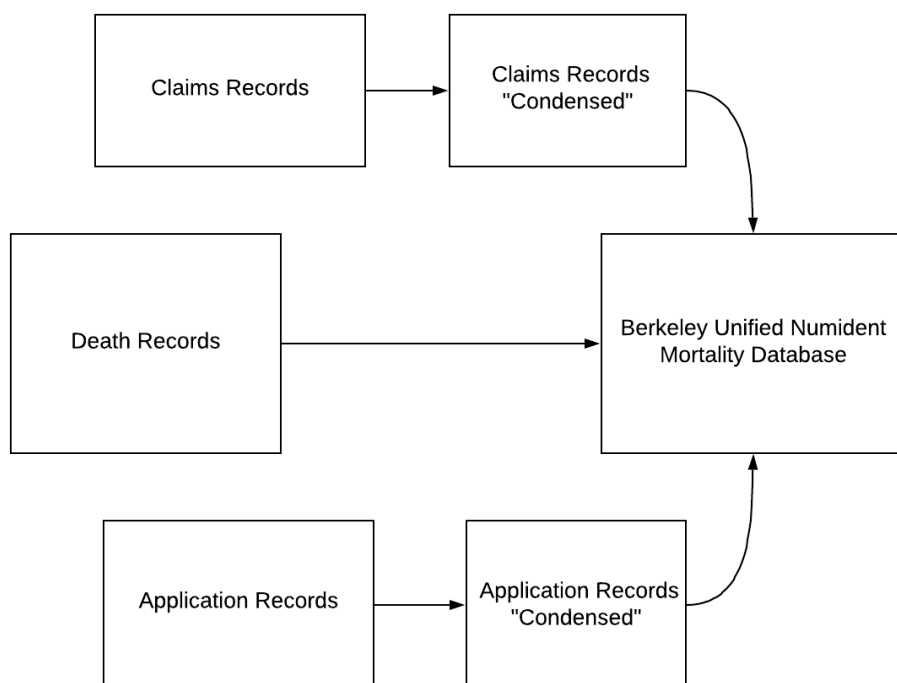 Claims Records
Claims Records
"Condensed"
Death Records
Berkeley Unified Numident
Mortality Database
Application Records
Application Records
"Condensed"